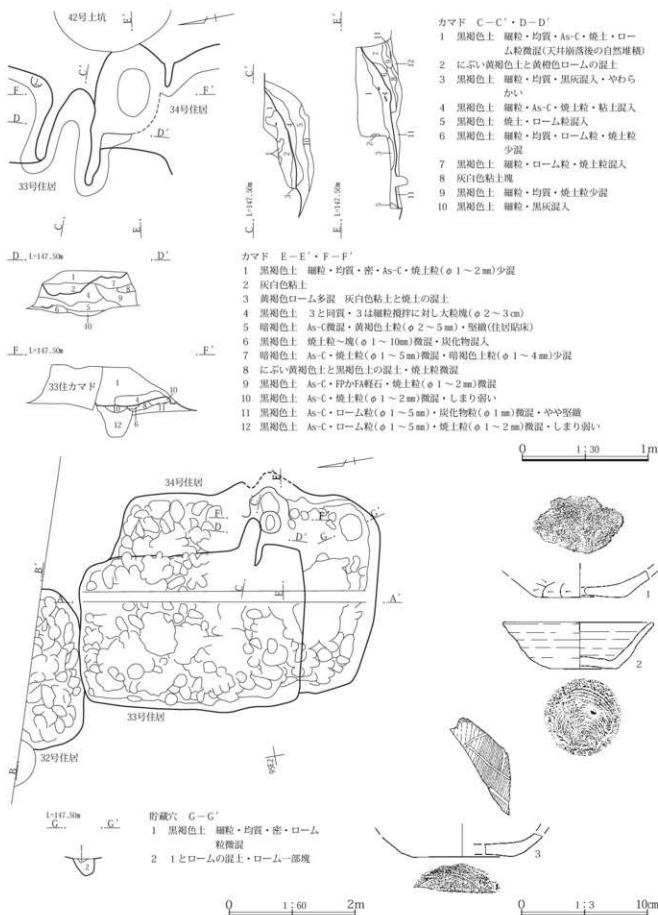 42号土坑
E′
C′
F
F′
34号住居
D
D′
33号住居
C
E
C′
L=147.50m
C
E′
L=147.50m
E
カマド C-C′・D-D′
1 黒褐色土 細粒・均質・As-C・焼土・ロー
ム粒微混(天井崩落後の自然堆積)
2 にぶい黄褐色土と黄橙色ロームの混土
3 黒褐色土 細粒・均質・黒灰混入・やわら
かい
4 黒褐色土 細粒・As-C・焼土粒・粘土混入
5 黒褐色土 焼土・ローム粒混入
6 黒褐色土 細粒・均質・ローム粒・焼土粒
少混
7 黒褐色土 細粒・ローム粒・焼土粒混入
8 灰白色粘土塊
9 黒褐色土 細粒・均質・焼土粒少混
10 黒褐色土 細粒・黒灰混入
D L=147.50m D′
F L=147.50m F′
33住カマド
カマド E-E′・F-F′
1 黒褐色土 細粒・均質・密・As-C・焼土粒(φ1～2㎜)少混
2 灰白色粘土
3 黄褐色ローム多混 灰白色粘土と焼土の混土
4 黒褐色土 3と同質・3は細粒攪拌に対し大粒塊(φ2～3㎝)
5 暗褐色土 As-C微混・黄褐色土粒(φ2～5㎜)・堅緻(住居貼床)
6 黒褐色土 焼土粒～塊(φ1～10㎜)微混・炭化物混入
7 暗褐色土 As-C・焼土粒(φ1～5㎜)微混・暗褐色土粒(φ1～4㎜)少混
8 にぶい黄褐色土と黒褐色土の混土・焼土粒微混
9 黒褐色土 As-C・FPかFA軽石・焼土粒(φ1～2㎜)微混
10 黒褐色土 As-C・焼土粒(φ1～2㎜)微混・しまり弱い
11 黒褐色土 As-C・ローム粒(φ1～5㎜)・炭化物粒(φ1㎜)微混・やや堅緻
12 黒褐色土 As-C・ローム粒(φ1～5㎜)・焼土粒(φ1～2㎜)微混・しまり弱い
0 1:30 1m
34号住居
E′
F
F′
G′
D
D′
G
C
E
B′
A
A′
33号住居
32号住居
B
1
2
3
L=147.50m
G G′
2
貯蔵穴 G-G′
1 黒褐色土 細粒・均質・密・ローム
粒微混
2 1とロームの混土・ローム一部塊
0 1:60 2m
0 1:3 10cm